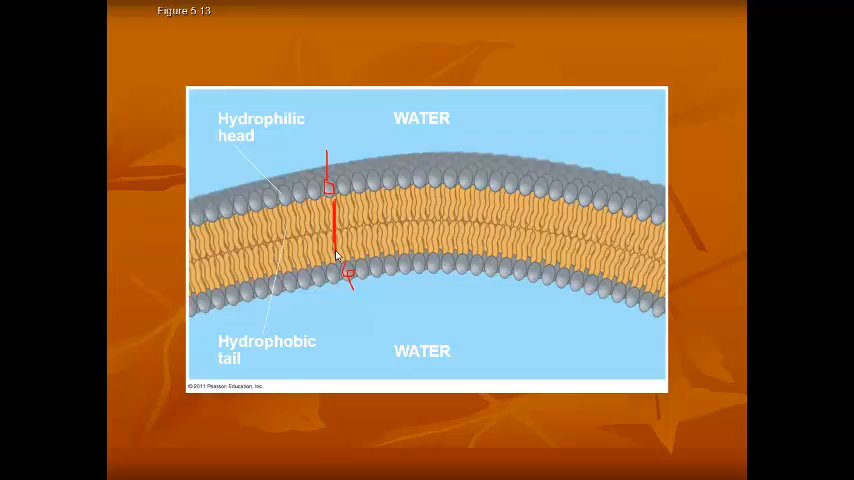 Figure 5.13
Hydrophilic
head
WATER
Hydrophobic
tail
WATER
© 2011 Pearson Education, Inc.